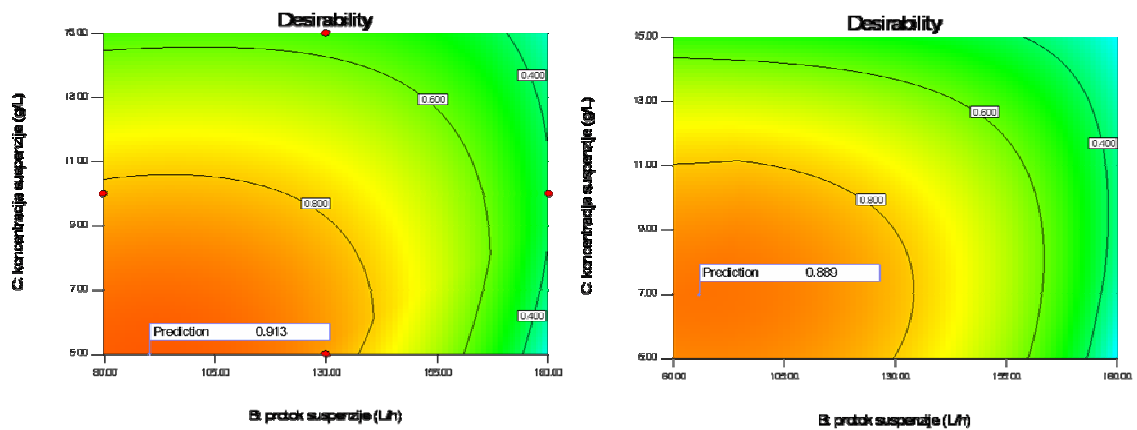 Desirability
15.00
13.00
11.00
9.00
7.00
5.00
80.00 105.00 130.00 155.00 180.00
C: koncentracija suspenzije (g/L)
B: protok suspenzije (L/h)
0.400
0.600
0.800
0.400
Prediction 0.913
Desirability
15.00
13.00
11.00
9.00
7.00
5.00
80.00 105.00 130.00 155.00 180.00
C: koncentracija suspenzije (g/L)
B: protok suspenzije (L/h)
0.600
0.400
0.800
Prediction 0.889